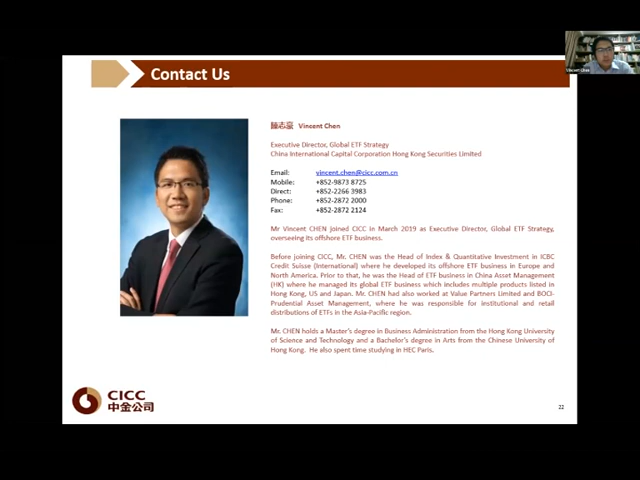 Contact Us
Vincent Chen
陳志豪 Vincent Chen
Executive Director, Global ETF Strategy
China International Capital Corporation Hong Kong Securities Limited
Email: vincent.chen@cicc.com.cn
Mobile: +852-9873 8725
Direct: +852-2266 3983
Phone: +852-2872 2000
Fax: +852-2872 2124
Mr Vincent CHEN joined CICC in March 2019 as Executive Director, Global ETF Strategy,
overseeing its offshore ETF business.
Before joining CICC, Mr. CHEN was the Head of Index & Quantitative Investment in ICBC
Credit Suisse (International) where he developed its offshore ETF business in Europe and
North America. Prior to that, he was the Head of ETF business in China Asset Management
(HK) where he managed its global ETF business which includes multiple products listed in
Hong Kong, US and Japan. Mr. CHEN had also worked at Value Partners Limited and BOCI-
Prudential Asset Management, where he was responsible for institutional and retail
distributions of ETFs in the Asia-Pacific region.
Mr. CHEN holds a Master's degree in Business Administration from the Hong Kong University
of Science and Technology and a Bachelor's degree in Arts from the Chinese University of
Hong Kong. He also spent time studying in HEC Paris.
CICC
中金公司
22